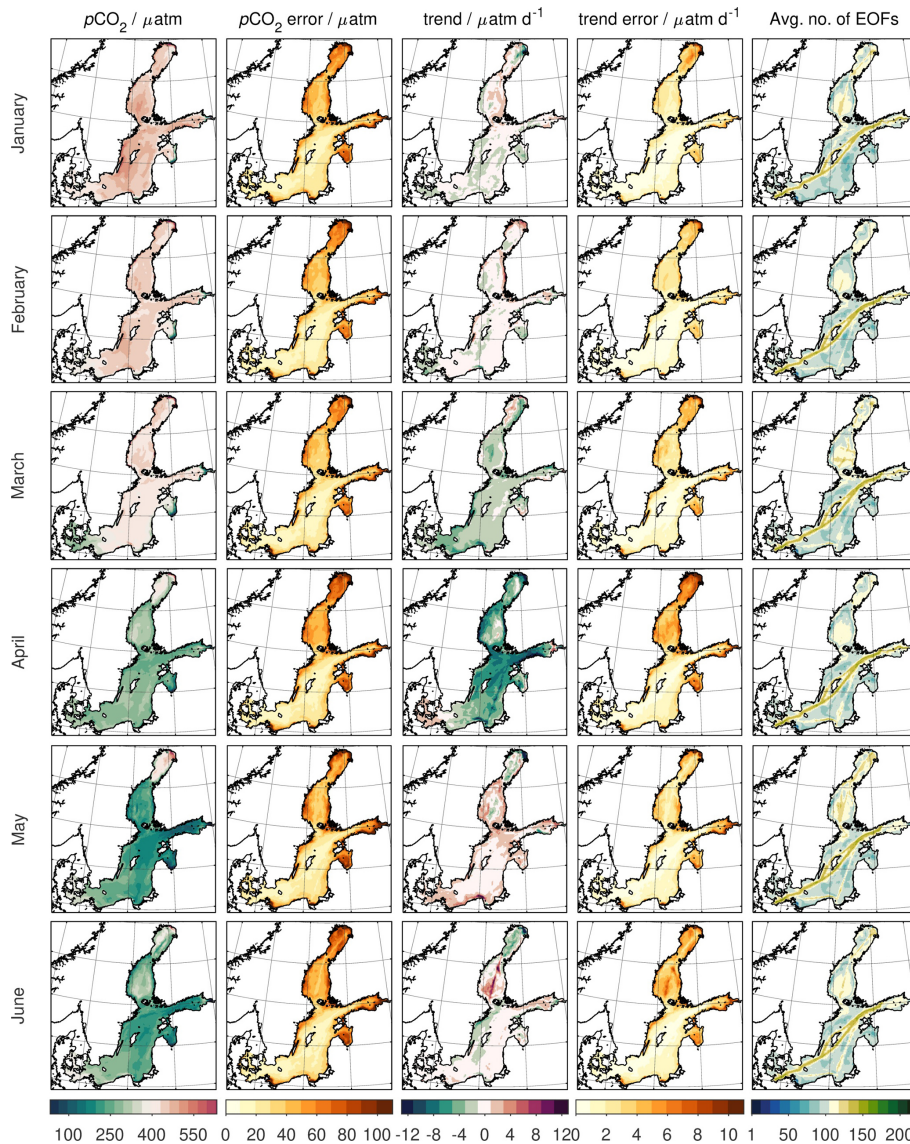 pCO₂ / μatm pCO₂ error / μatm trend / μatm d⁻¹ trend error / μatm d⁻¹ Avg. no. of EOFs
January
February
March
April
May
June
100 250 400 550 0 20 40 60 80 100 -12 -8 -4 0 4 8 12 0 2 4 6 8 10 1 50 100 150 200